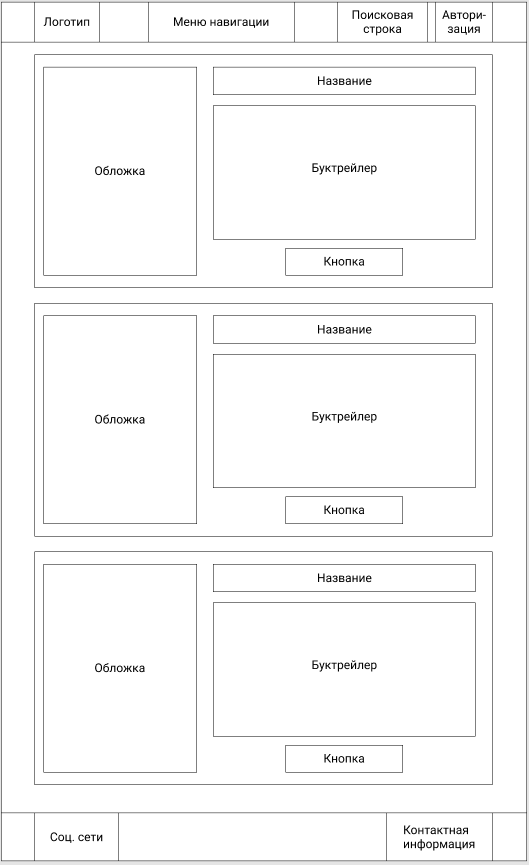 Логотип
Меню навигации
Поисковая
строка
Автори-
зация
Обложка
Название
Буктрейлер
Кнопка
Обложка
Название
Буктрейлер
Кнопка
Обложка
Название
Буктрейлер
Кнопка
Соц. сети
Контактная
информация